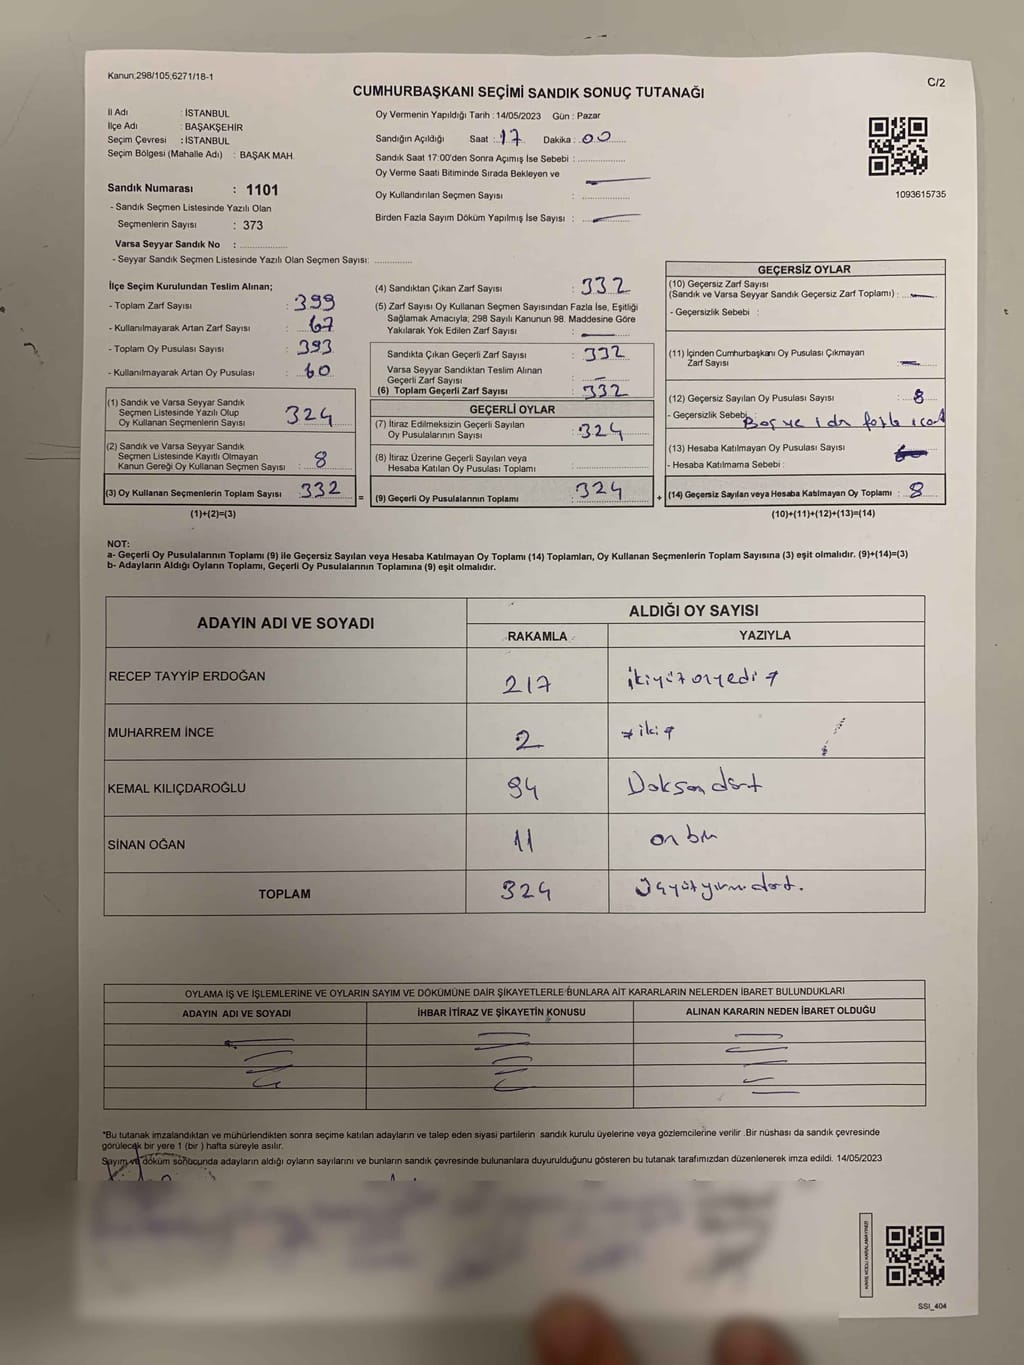 Kanun,298/105,6271/18-1
C/2
CUMHURBAŞKANI SEÇİMİ SANDIK SONUÇ TUTANAĞI
İl Adı : İSTANBUL
İlçe Adı : BAŞAKŞEHİR
Seçim Çevresi : İSTANBUL
Seçim Bölgesi (Mahalle Adı) : BAŞAK MAH.
Sandık Numarası : 1101
- Sandık Seçmen Listesinde Yazılı Olan
Seçmenlerin Sayısı : 373
Varsa Seyyar Sandık No :
- Seyyar Sandık Seçmen Listesinde Yazılı Olan Seçmen Sayısı:
Oy Vermenin Yapıldığı Tarih : 14/05/2023 Gün : Pazar
Sandığın Açıldığı Saat : 17 Dakika : 00
Sandık Saat 17:00'den Sonra Açımış İse Sebebi :
Oy Verme Saati Bitiminde Sırada Bekleyen ve
Oy Kullandırılan Seçmen Sayısı :
Birden Fazla Sayım Döküm Yapılmış İse Sayısı :
1093615735
İlçe Seçim Kurulundan Teslim Alınan;
- Toplam Zarf Sayısı : 399
- Kullanılmayarak Artan Zarf Sayısı : 67
- Toplam Oy Pusulası Sayısı : 393
- Kullanılmayarak Artan Oy Pusulası : 60
(1) Sandık ve Varsa Seyyar Sandık
Seçmen Listesinde Yazılı Olup
Oy Kullanan Seçmenlerin Sayısı : 324
(2) Sandık ve Varsa Seyyar Sandık
Seçmen Listesinde Kayıtlı Olmayan
Kanun Gereği Oy Kullanan Seçmen Sayısı : 8
(3) Oy Kullanan Seçmenlerin Toplam Sayısı 332
(1)+(2)=(3)
(4) Sandıktan Çıkan Zarf Sayısı : 332
(5) Zarf Sayısı Oy Kullanan Seçmen Sayısından Fazla İse, Eşitliği
Sağlamak Amacıyla; 298 Sayılı Kanunun 98. Maddesine Göre
Yakılarak Yok Edilen Zarf Sayısı :
Sandıkta Çıkan Geçerli Zarf Sayısı : 332
Varsa Seyyar Sandıktan Teslim Alınan
Geçerli Zarf Sayısı :
(6) Toplam Geçerli Zarf Sayısı : 332
GEÇERLİ OYLAR
(7) İtiraz Edilmeksizin Geçerli Sayılan
Oy Pusulalarının Sayısı : 324
(8) İtiraz Üzerine Geçerli Sayılan veya
Hesaba Katılan Oy Pusulası Toplamı :
= (9) Geçerli Oy Pusulalarının Toplamı : 324
GEÇERSİZ OYLAR
(10) Geçersiz Zarf Sayısı
(Sandık ve Varsa Seyyar Sandık Geçersiz Zarf Toplamı) :
- Geçersizlik Sebebi :
(11) İçinden Cumhurbaşkanı Oy Pusulası Çıkmayan
Zarf Sayısı :
(12) Geçersiz Sayılan Oy Pusulası Sayısı : 8
- Geçersizlik Sebebi Boş ve 1 dn fazla
(13) Hesaba Katılmayan Oy Pusulası Sayısı
- Hesaba Katılmama Sebebi :
+ (14) Geçersiz Sayılan veya Hesaba Katılmayan Oy Toplamı : 8
(10)+(11)+(12)+(13)=(14)
NOT:
a- Geçerli Oy Pusulalarının Toplamı (9) ile Geçersiz Sayılan veya Hesaba Katılmayan Oy Toplamı (14) Toplamları, Oy Kullanan Seçmenlerin Toplam Sayısına (3) eşit olmalıdır. (9)+(14)=(3)
b- Adayların Aldığı Oyların Toplamı, Geçerli Oy Pusulalarının Toplamına (9) eşit olmalıdır.
ADAYIN ADI VE SOYADI
ALDIĞI OY SAYISI
RAKAMLA
YAZIYLA
RECEP TAYYİP ERDOĞAN 217 ikiyüzonyedi
MUHARREM İNCE 2 iki
KEMAL KILIÇDAROĞLU 94 Doksan dört
SİNAN OĞAN 11 on bir
TOPLAM 324 Üçyüzyirmidört.
OYLAMA İŞ VE İŞLEMLERİNE VE OYLARIN SAYIM VE DÖKÜMÜNE DAİR ŞİKAYETLERLE BUNLARA AİT KARARLARIN NELERDEN İBARET BULUNDUKLARI
ADAYIN ADI VE SOYADI
İHBAR İTİRAZ VE ŞİKAYETİN KONUSU
ALINAN KARARIN NEDEN İBARET OLDUĞU
*Bu tutanak imzalandıktan ve mühürlendikten sonra seçime katılan adayların ve talep eden siyasi partilerin sandık kurulu üyelerine veya gözlemcilerine verilir .Bir nüshası da sandık çevresinde
görülecek bir yere 1 (bir ) hafta süreyle asılır.
Sayım ve döküm sonucunda adayların aldığı oyların sayılarını ve bunların sandık çevresinde bulunanlara duyurulduğunu gösteren bu tutanak tarafımızdan düzenlenerek imza edildi. 14/05/2023
SSI_404